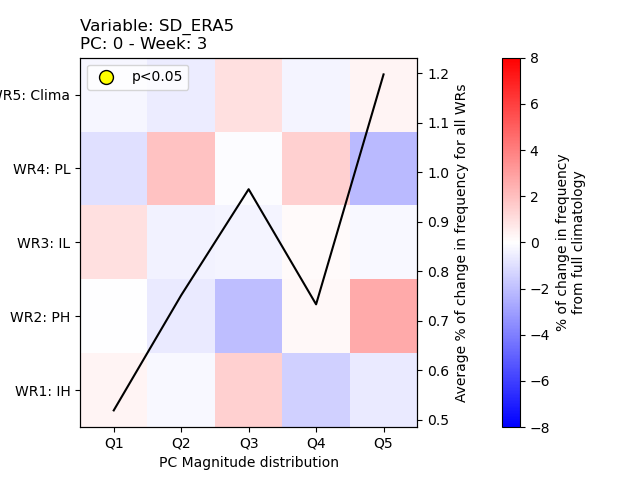 Variable: SD_ERA5
PC: 0 - Week: 3
p<0.05
WR5: Clima
WR4: PL
WR3: IL
WR2: PH
WR1: IH
Q1 Q2 Q3 Q4 Q5
PC Magnitude distribution
1.2
1.1
1.0
0.9
0.8
0.7
0.6
0.5
Average % of change in frequency for all WRs
8
6
4
2
0
−2
−4
−6
−8
% of change in frequency
from full climatology